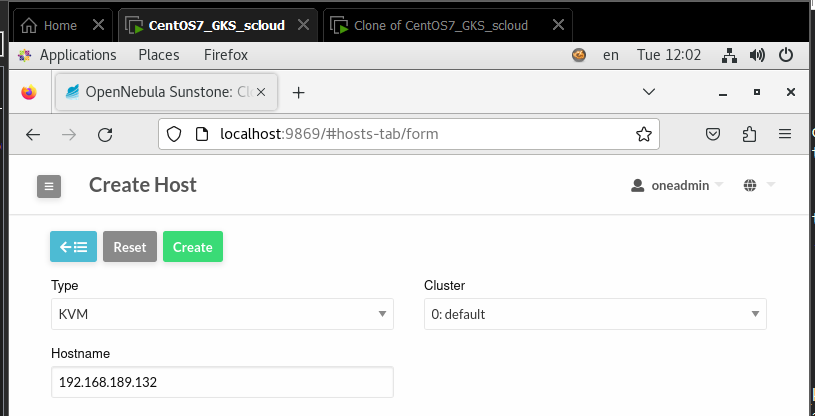 Home CentOS7_GKS_scloud Clone of CentOS7_GKS_scloud
Applications Places Firefox en Tue 12:02
OpenNebula Sunstone: Cl
localhost:9869/#hosts-tab/form
Create Host oneadmin
Reset Create
Type Cluster
KVM 0: default
Hostname
192.168.189.132